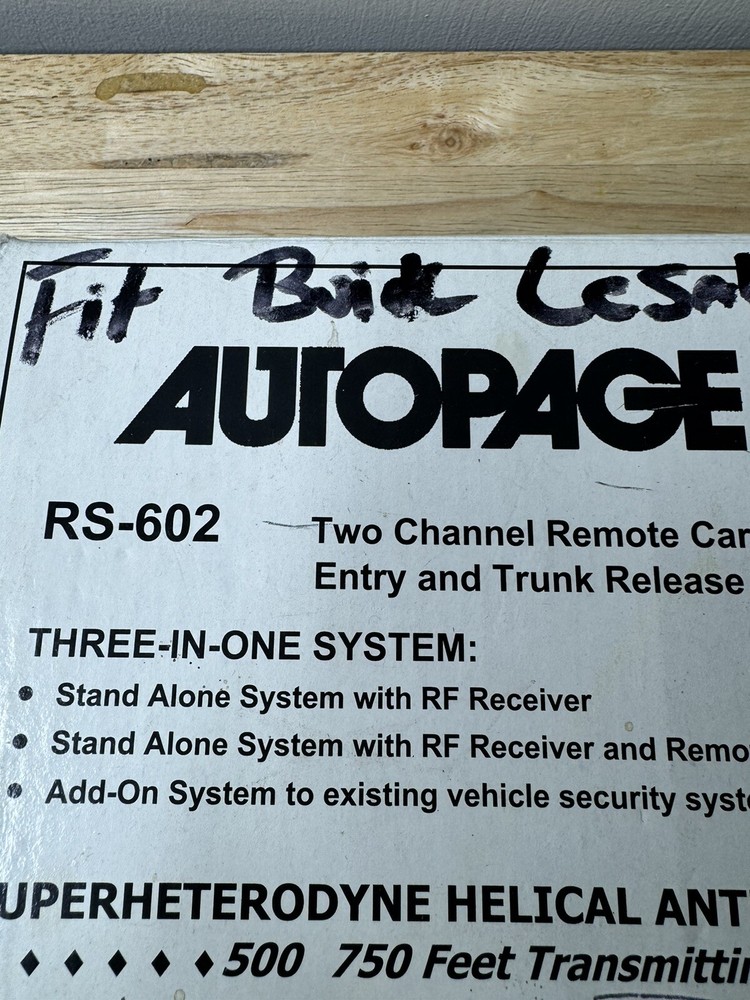 Fit Buick LeSab
AUTOPAGE
RS-602
Two Channel Remote Car
Entry and Trunk Release
THREE-IN-ONE SYSTEM:
• Stand Alone System with RF Receiver
• Stand Alone System with RF Receiver and Remo
• Add-On System to existing vehicle security syste
UPERHETERODYNE HELICAL ANT
♦ ♦ ♦ ♦ ♦ 500 750 Feet Transmittin